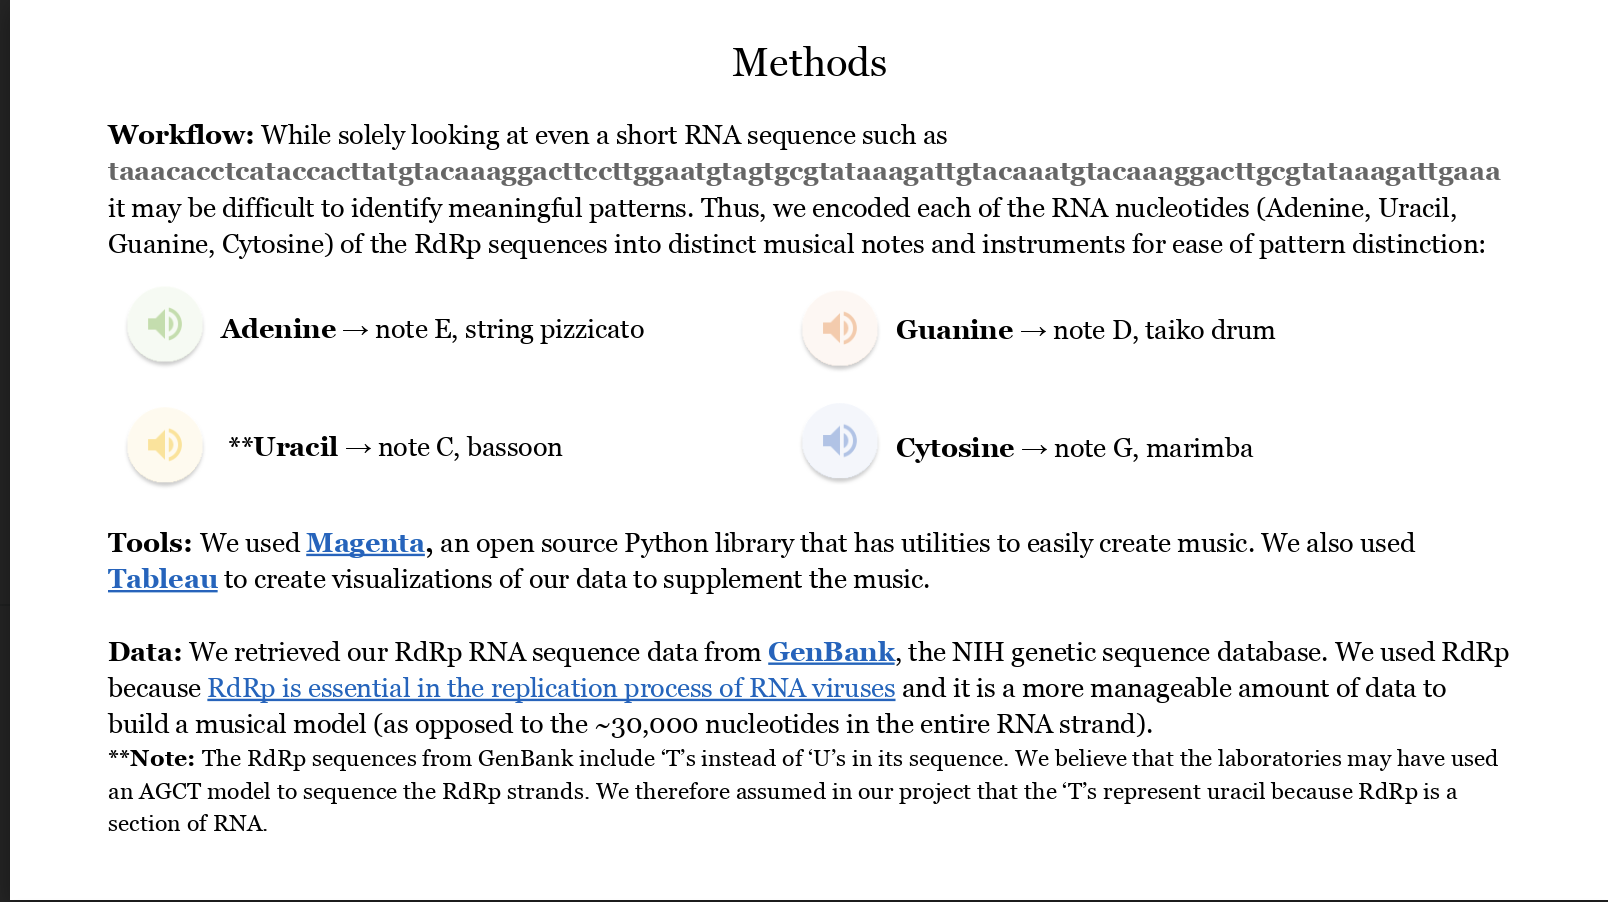 Methods
Workflow: While solely looking at even a short RNA sequence such as
taaacacctcataccacttatgtacaaaggacttccttggaatgtagtgcgtataaagattgtacaaatgtacaaaggacttgcgtataaagattgaaa
it may be difficult to identify meaningful patterns. Thus, we encoded each of the RNA nucleotides (Adenine, Uracil,
Guanine, Cytosine) of the RdRp sequences into distinct musical notes and instruments for ease of pattern distinction:
Adenine → note E, string pizzicato
Guanine → note D, taiko drum
**Uracil → note C, bassoon
Cytosine → note G, marimba
Tools: We used Magenta, an open source Python library that has utilities to easily create music. We also used
Tableau to create visualizations of our data to supplement the music.
Data: We retrieved our RdRp RNA sequence data from GenBank, the NIH genetic sequence database. We used RdRp
because RdRp is essential in the replication process of RNA viruses and it is a more manageable amount of data to
build a musical model (as opposed to the ~30,000 nucleotides in the entire RNA strand).
**Note: The RdRp sequences from GenBank include ‘T’s instead of ‘U’s in its sequence. We believe that the laboratories may have used
an AGCT model to sequence the RdRp strands. We therefore assumed in our project that the ‘T’s represent uracil because RdRp is a
section of RNA.